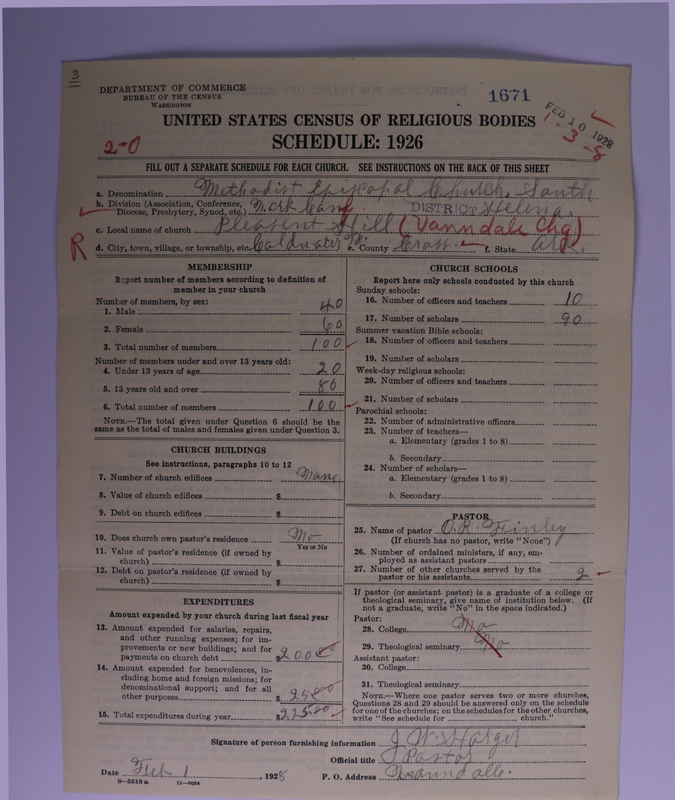 3
DEPARTMENT OF COMMERCE
BUREAU OF THE CENSUS
WASHINGTON
1671
FEB 10 1928
1-3-8
2-0
UNITED STATES CENSUS OF RELIGIOUS BODIES
SCHEDULE: 1926
FILL OUT A SEPARATE SCHEDULE FOR EACH CHURCH. SEE INSTRUCTIONS ON THE BACK OF THIS SHEET
a. Denomination Methodist Episcopal Church, South
b. Division (Association, Conference, Diocese, Presbytery, Synod, etc.) N. Ark Conf. DISTRICT Helena.
c. Local name of church Pleasent Hill (Vanndale Chg)
R
d. City, town, village, or township, etc. Coldwater e. County Cross f. State Ark.
MEMBERSHIP
Report number of members according to definition of
member in your church
Number of members, by sex:
1. Male 40
2. Female 60
3. Total number of members 100
Number of members under and over 13 years old:
4. Under 13 years of age 20
5. 13 years old and over 80
6. Total number of members 100
NOTE.—The total given under Question 6 should be
same as the total of males and females given under Question 3.
CHURCH BUILDINGS
See instructions, paragraphs 10 to 12
7. Number of church edifices None
8. Value of church edifices $
9. Debt on church edifices $
10. Does church own pastor's residence No
Yes or No
11. Value of pastor's residence (if owned by
church) $
12. Debt on pastor's residence (if owned by
church) $
EXPENDITURES
Amount expended by your church during last fiscal year
13. Amount expended for salaries, repairs,
and other running expenses; for im-
provements or new buildings; and for
payments on church debt $200
14. Amount expended for benevolences, in-
cluding home and foreign missions; for
denominational support; and for all
other purposes $25.00
15. Total expenditures during year $225.00
CHURCH SCHOOLS
Report here only schools conducted by this church
Sunday schools:
16. Number of officers and teachers 10
17. Number of scholars 90
Summer vacation Bible schools:
18. Number of officers and teachers
19. Number of scholars
Week-day religious schools:
20. Number of officers and teachers
21. Number of scholars
Parochial schools:
22. Number of administrative officers
23. Number of teachers—
a. Elementary (grades 1 to 8)
b. Secondary
24. Number of scholars—
a. Elementary (grades 1 to 8)
b. Secondary
PASTOR
25. Name of pastor O.R. Finley
(If church has no pastor, write "None")
26. Number of ordained ministers, if any, em-
ployed as assistant pastors
27. Number of other churches served by the
pastor or his assistants 2
If pastor (or assistant pastor) is a graduate of a college or
theological seminary, give name of institution below. (If
not a graduate, write "No" in the space indicated.)
Pastor:
28. College No
29. Theological seminary No
Assistant pastor:
30. College
31. Theological seminary
NOTE.—Where one pastor serves two or more churches,
Questions 28 and 29 should be answered only on the schedule
for one of the churches; on the schedules for the other churches,
write "See schedule for church."
Signature of person furnishing information J. W.
Official title Pastor
Date Feb 1, 1928 P. O. Address Vanndale.
6-5518a 11-9054